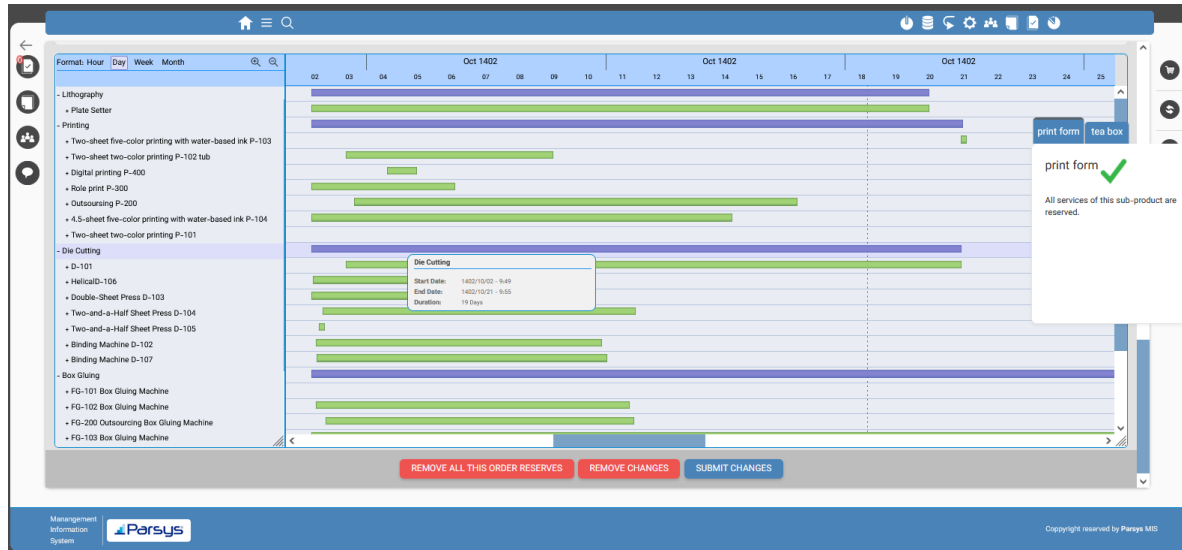 0
Format: Hour Day Week Month
Oct 1402 Oct 1402 Oct 1402
02 03 04 05 06 07 08 09 10 11 12 13 14 15 16 17 18 19 20 21 22 23 24 25
- Lithography
+ Plate Setter
- Printing
+ Two-sheet five-color printing with water-based ink P-103
+ Two-sheet two-color printing P-102 tub
+ Digital printing P-400
+ Role print P-300
+ Outsoursing P-200
+ 4.5-sheet five-color printing with water-based ink P-104
+ Two-sheet two-color printing P-101
- Die Cutting
+ D-101
+ HelicalD-106
+ Double-Sheet Press D-103
+ Two-and-a-Half Sheet Press D-104
+ Two-and-a-Half Sheet Press D-105
+ Binding Machine D-102
+ Binding Machine D-107
- Box Gluing
+ FG-101 Box Gluing Machine
+ FG-102 Box Gluing Machine
+ FG-200 Outsourcing Box Gluing Machine
+ FG-103 Box Gluing Machine
Die Cutting
Start Date: 1402/10/02 - 9:49
End Date: 1402/10/21 - 9:55
Duration: 19 Days
print form tea box
print form
All services of this sub-product are
reserved.
REMOVE ALL THIS ORDER RESERVES REMOVE CHANGES SUBMIT CHANGES
Manangement
Information
System
Parsys
Coppyright reserved by Parsys MIS